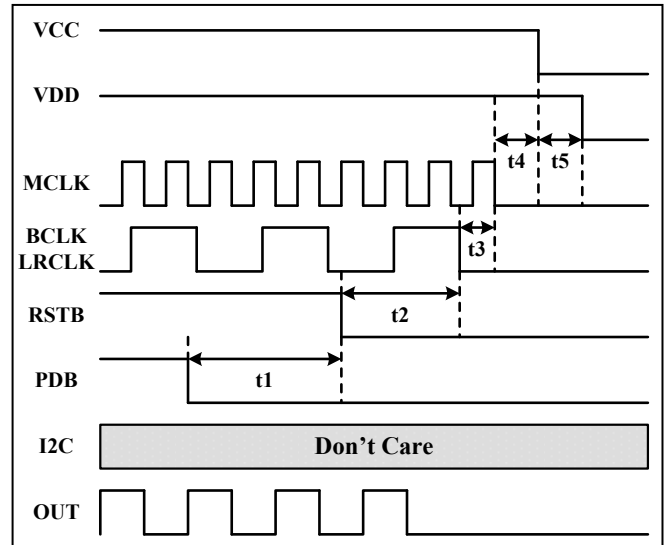 VCC
VDD
t4
t5
MCLK
BCLK
LRCLK
t3
RSTB
t2
PDB
t1
I2C
Don't Care
OUT